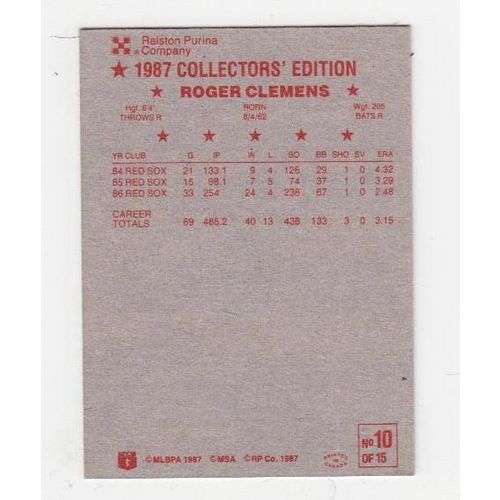 Ralston Purina
Company
★ 1987 COLLECTORS' EDITION
★ ROGER CLEMENS ★
Hgt. 6'4" BORN Wgt. 205
THROWS R 8/4/62 BATS R
★ ★ ★ ★ ★
YR CLUB G IP W L SO BB SHO SV ERA
84 RED SOX 21 133.1 9 4 126 29 1 0 4.32
85 RED SOX 15 98.1 7 5 74 37 1 0 3.29
86 RED SOX 33 254 24 4 238 67 1 0 2.48
CAREER
TOTALS 69 485.2 40 13 438 133 3 0 3.15
©MLBPA 1987 ©MSA ©RP Co. 1987
PRINTED
IN
CANADA
No 10
OF 15